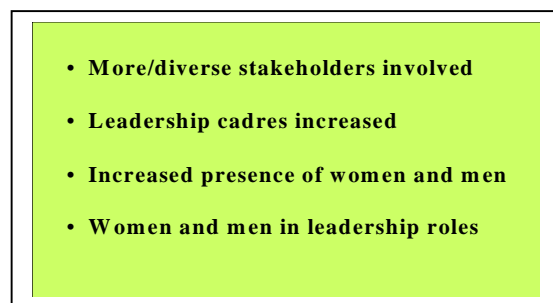 • More/diverse stakeholders involved
• Leadership cadres increased
• Increased presence of women and men
• Women and men in leadership roles